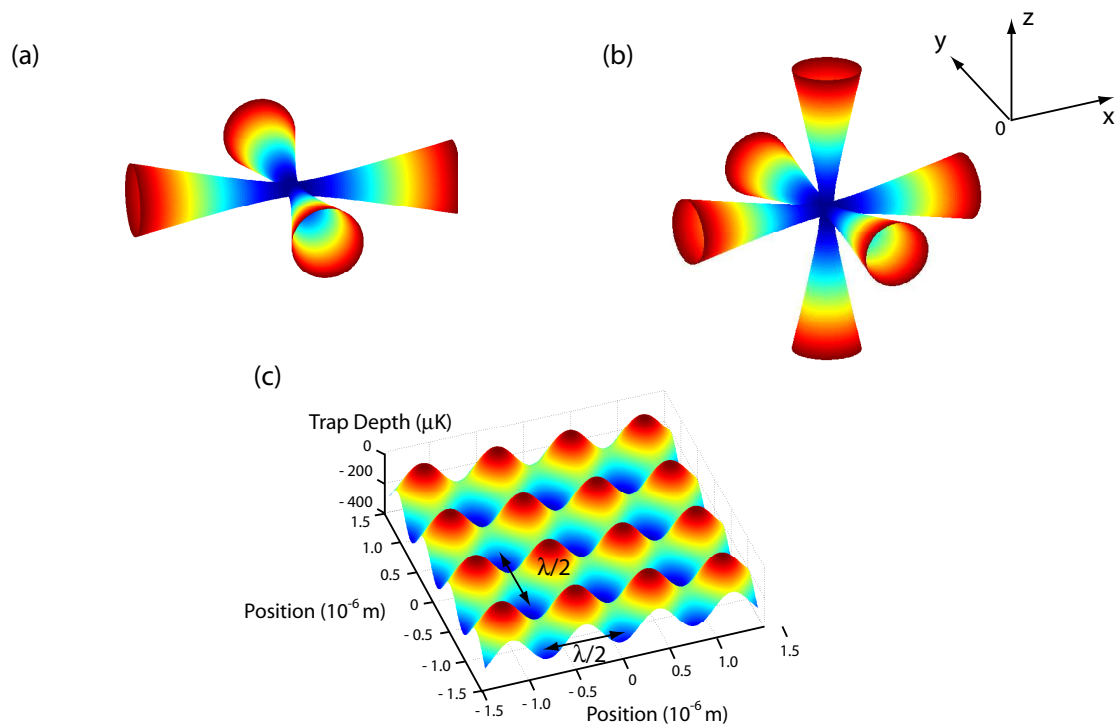 (a)
(b)
z
y
x
0
(c)
Trap Depth (μK)
0
- 200
- 400
1.5
1.0
0.5
0
- 0.5
- 1.0
- 1.5
Position (10⁻⁶ m)
λ/2
λ/2
- 1.5
- 1.0
- 0.5
0
0.5
1.0
1.5
Position (10⁻⁶ m)